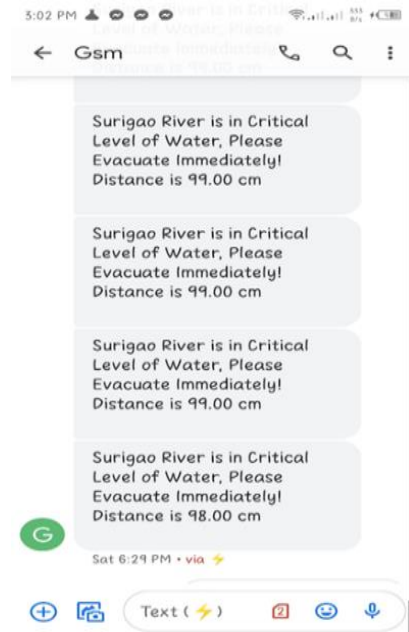 3:02 PM
Gsm
Surigao River is in Critical
Level of Water, Please
Evacuate Immediately!
Distance is 99.00 cm
Surigao River is in Critical
Level of Water, Please
Evacuate Immediately!
Distance is 99.00 cm
Surigao River is in Critical
Level of Water, Please
Evacuate Immediately!
Distance is 99.00 cm
Surigao River is in Critical
Level of Water, Please
Evacuate Immediately!
Distance is 98.00 cm
G
Sat 6:29 PM • via ⚡
Text (⚡)
2